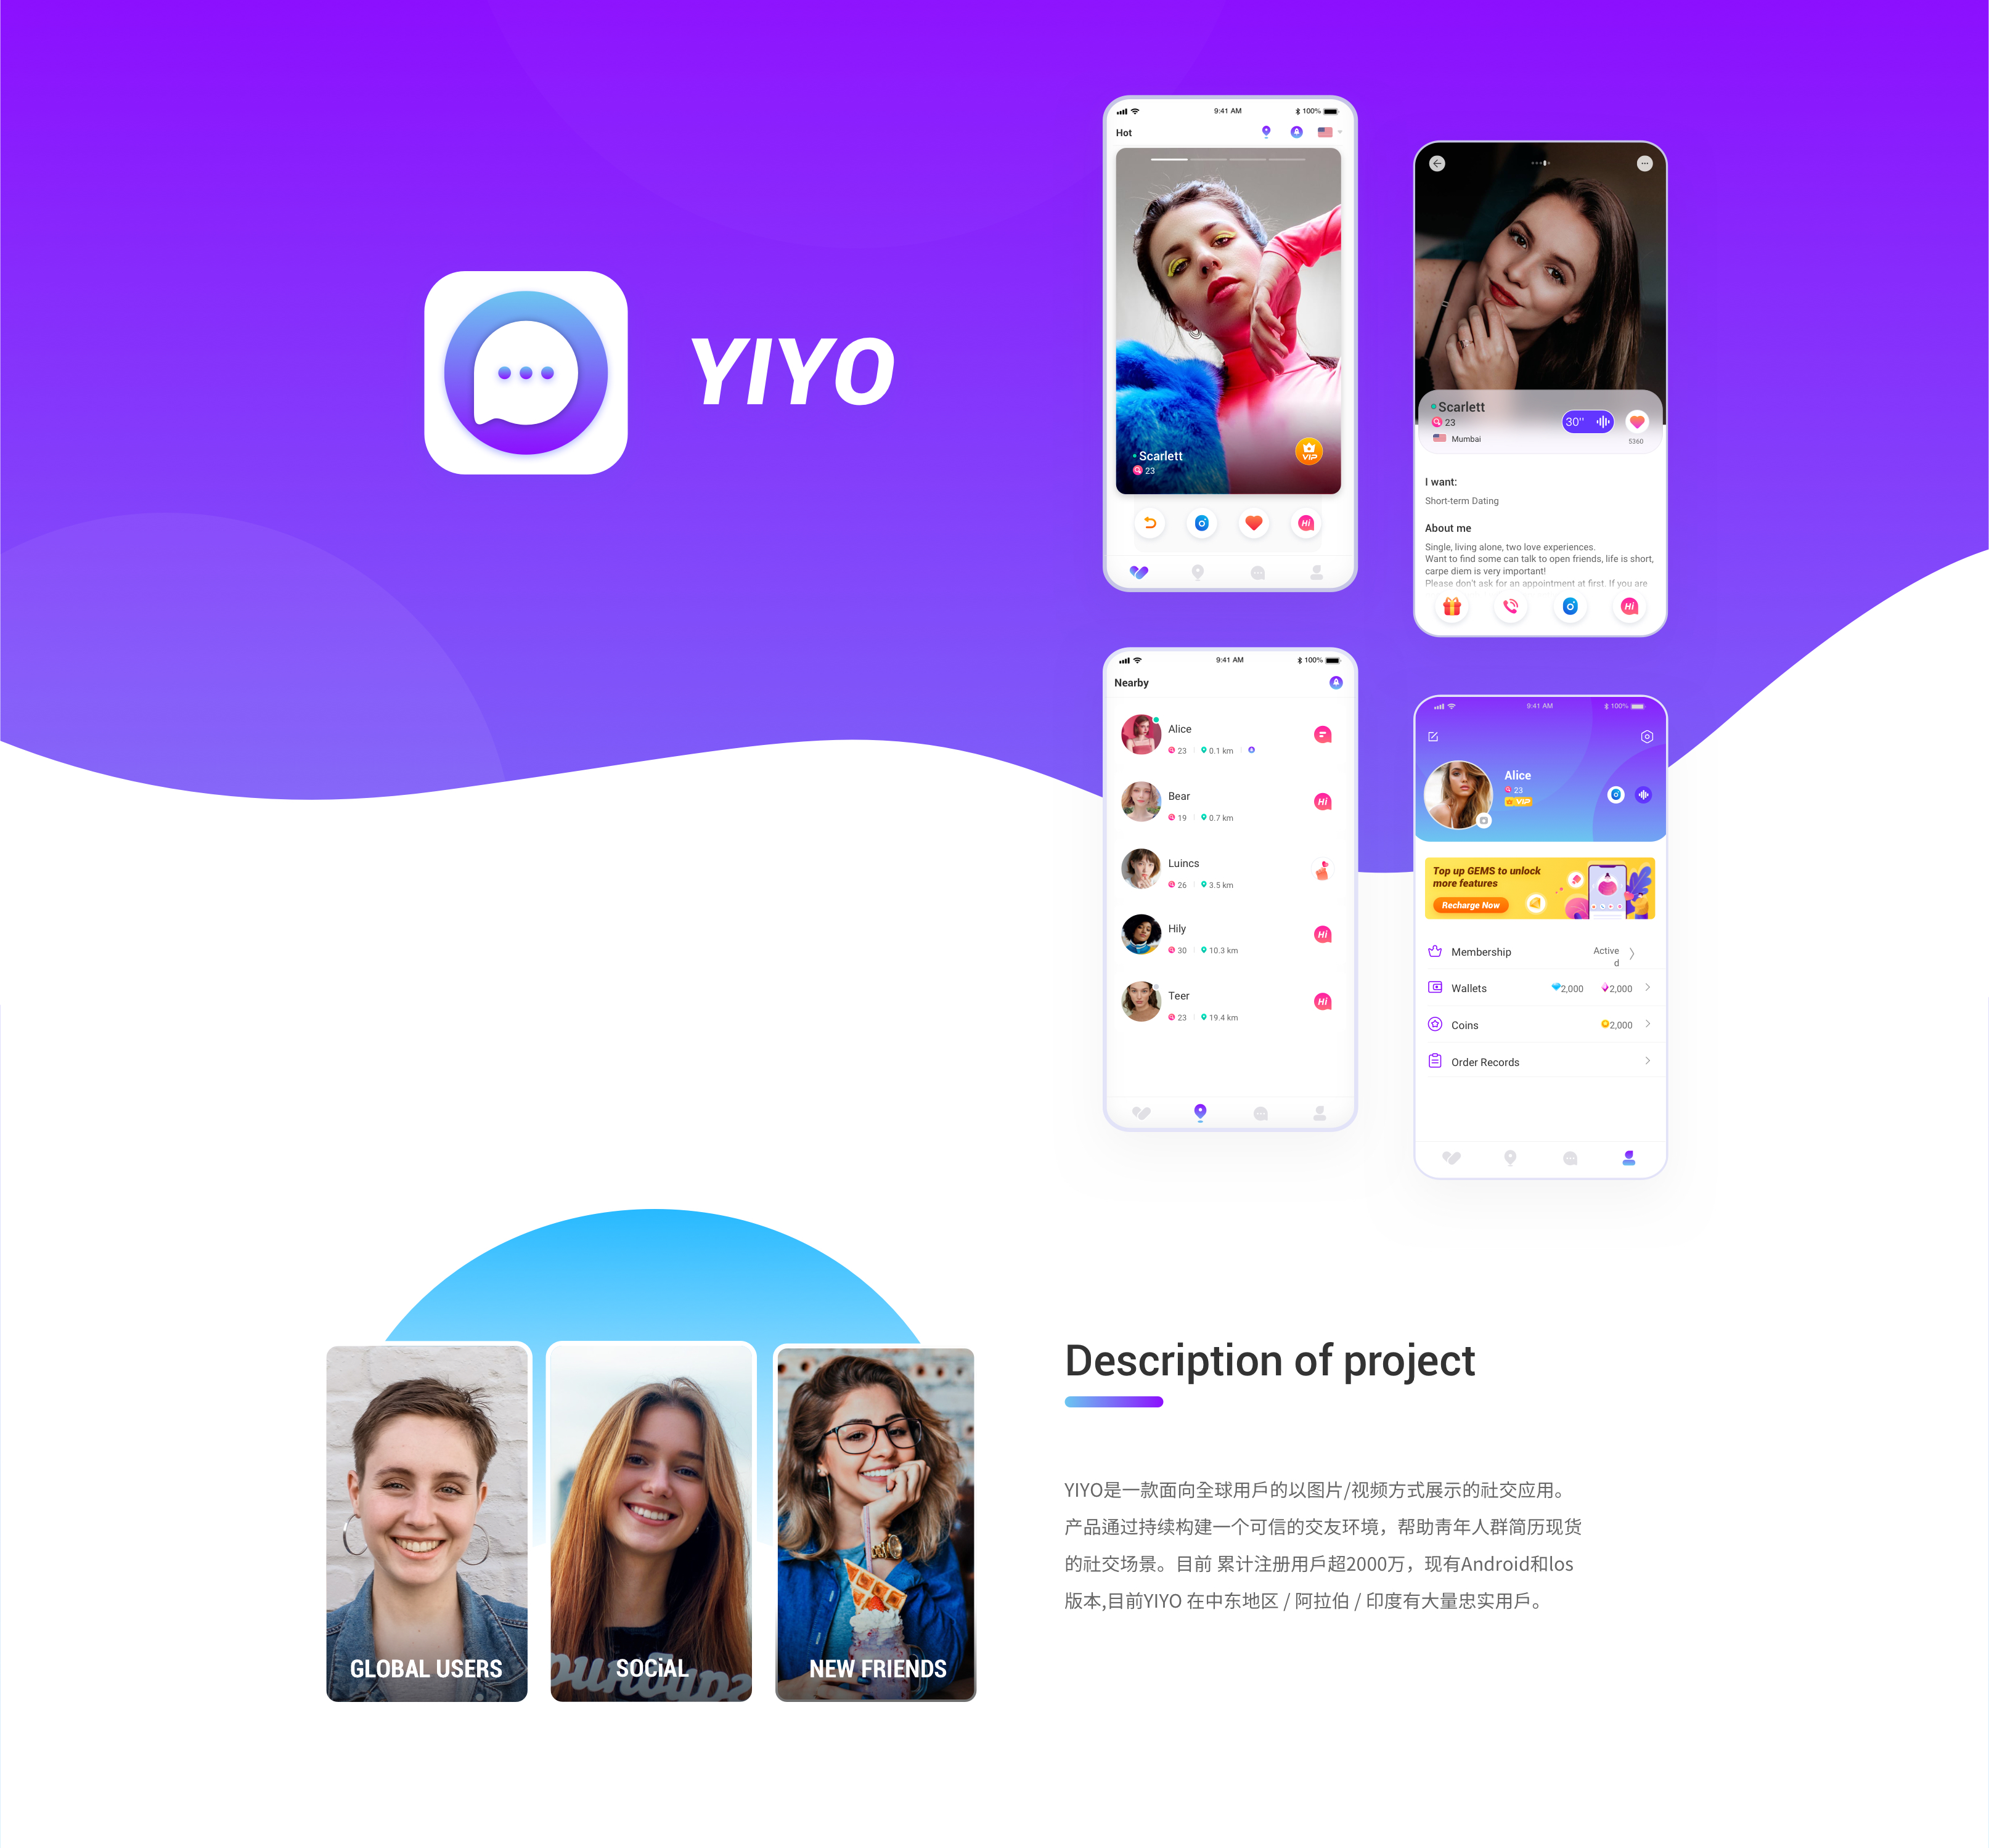 YIYO
9:41 AM
100%
Hot
Scarlett
23
VIP
Hi
Scarlett
23
Mumbai
30''
5360
I want:
Short-term Dating
About me
Single, living alone, two love experiences.
Want to find some can talk to open friends, life is short,
carpe diem is very important!
Please don't ask for an appointment at first. If you are
Hi
9:41 AM
100%
Nearby
Alice
23
0.1 km
Bear
19
0.7 km
Hi
Luincs
26
3.5 km
Hily
30
10.3 km
Hi
Teer
23
19.4 km
Hi
9:41 AM
100%
Alice
23
VIP
Top up GEMS to unlock
more features
Recharge Now
Membership
Active
d
Wallets
2,000
2,000
Coins
2,000
Order Records
GLOBAL USERS
SOCiAL
NEW FRIENDS
Description of project
YIYO是一款面向全球用戶的以图片/视频方式展示的社交应用。
产品通过持续构建一个可信的交友环境，帮助青年人群简历现货
的社交场景。目前 累计注册用戶超2000万，现有Android和Ios
版本,目前YIYO 在中东地区 / 阿拉伯 / 印度有大量忠实用戶。